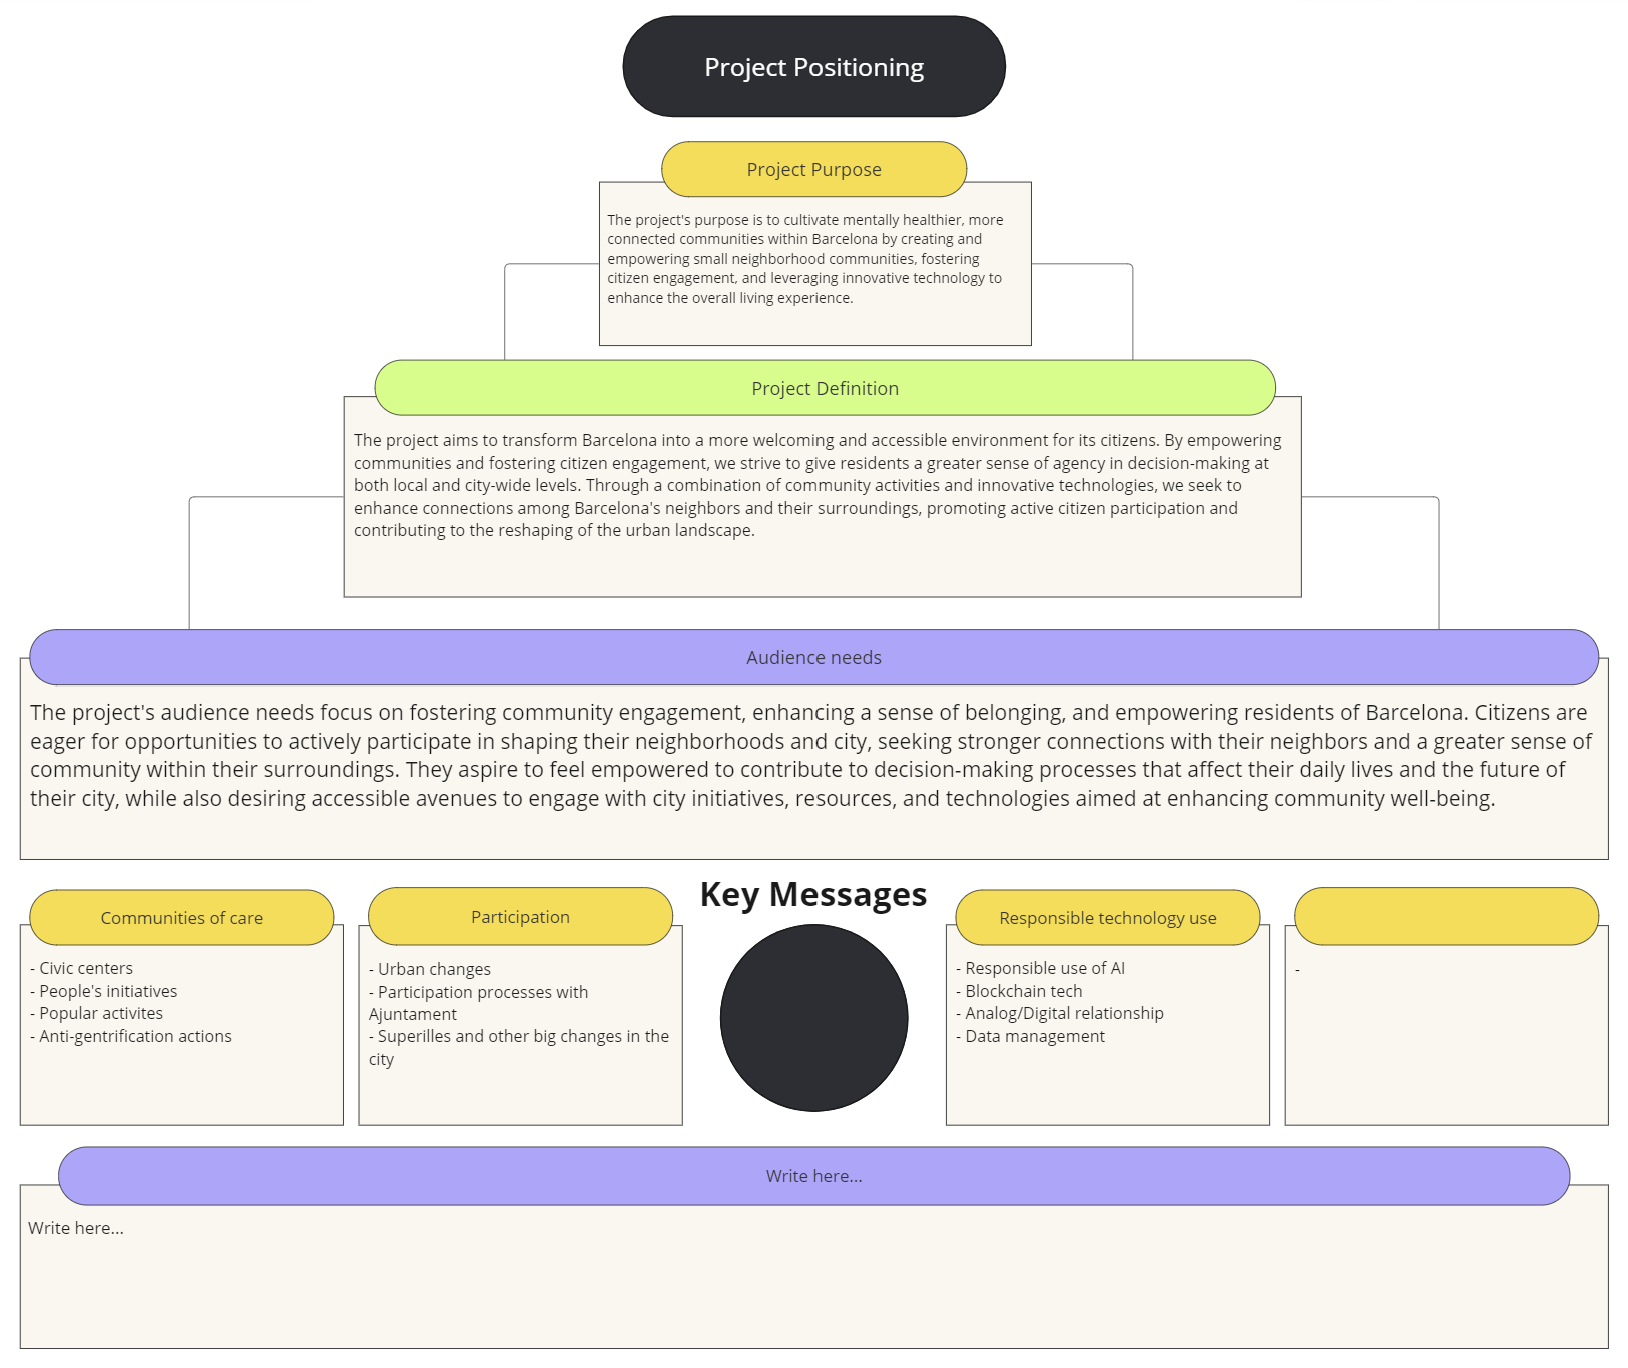 Project Positioning
Project Purpose
The project's purpose is to cultivate mentally healthier, more
connected communities within Barcelona by creating and
empowering small neighborhood communities, fostering
citizen engagement, and leveraging innovative technology to
enhance the overall living experience.
Project Definition
The project aims to transform Barcelona into a more welcoming and accessible environment for its citizens. By empowering
communities and fostering citizen engagement, we strive to give residents a greater sense of agency in decision-making at
both local and city-wide levels. Through a combination of community activities and innovative technologies, we seek to
enhance connections among Barcelona's neighbors and their surroundings, promoting active citizen participation and
contributing to the reshaping of the urban landscape.
Audience needs
The project's audience needs focus on fostering community engagement, enhancing a sense of belonging, and empowering residents of Barcelona. Citizens are
eager for opportunities to actively participate in shaping their neighborhoods and city, seeking stronger connections with their neighbors and a greater sense of
community within their surroundings. They aspire to feel empowered to contribute to decision-making processes that affect their daily lives and the future of
their city, while also desiring accessible avenues to engage with city initiatives, resources, and technologies aimed at enhancing community well-being.
Key Messages
Communities of care
- Civic centers
- People's initiatives
- Popular activites
- Anti-gentrification actions
Participation
- Urban changes
- Participation processes with
Ajuntament
- Superilles and other big changes in the
city
Responsible technology use
- Responsible use of AI
- Blockchain tech
- Analog/Digital relationship
- Data management
-
Write here...
Write here...